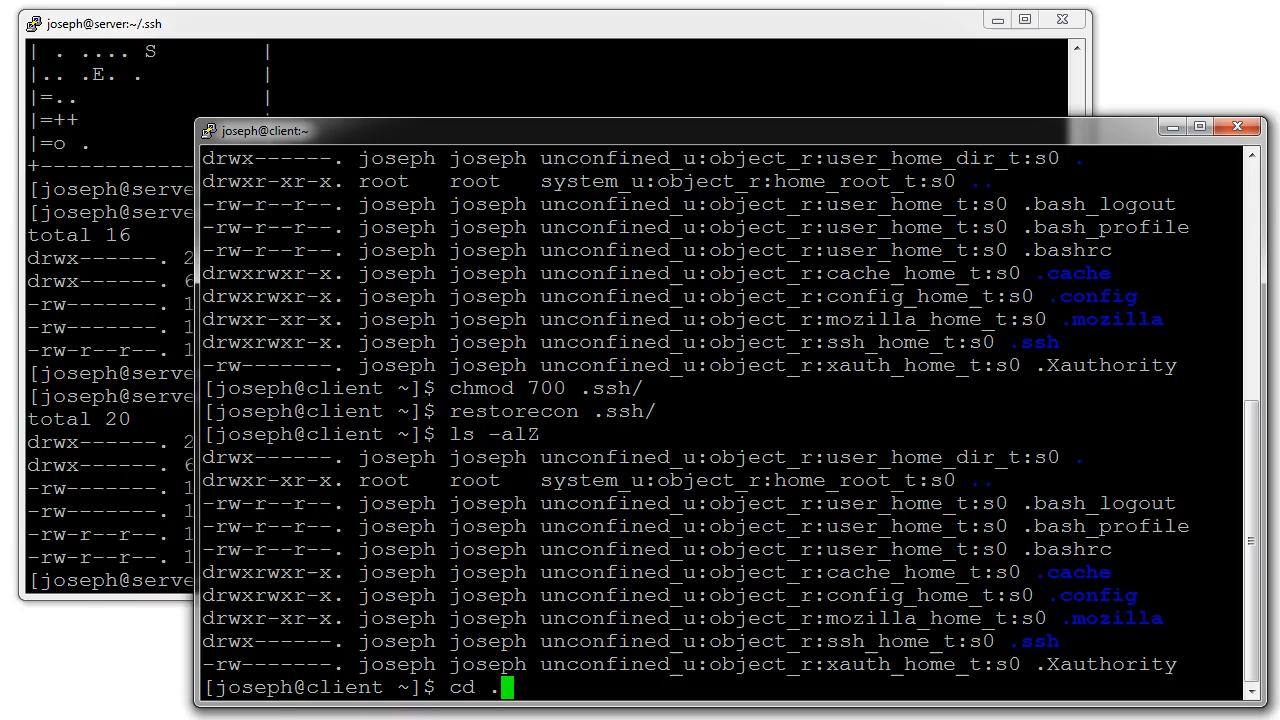 joseph@server:~/.ssh
| . .... S |
|.. .E. . |
|=.. |
|=++
|=o .
+-------------
[joseph@serve
[joseph@serve
total 16
drwx------. 2
drwx------. 6
-rw-------. 1
-rw-------. 1
-rw-r--r--. 1
[joseph@serve
[joseph@serve
total 20
drwx------. 2
drwx------. 6
-rw-------. 1
-rw-------. 1
-rw-r--r--. 1
-rw-r--r--. 1
[joseph@serve
joseph@client:~
drwx------. joseph joseph unconfined_u:object_r:user_home_dir_t:s0 .
drwxr-xr-x. root root system_u:object_r:home_root_t:s0 ..
-rw-r--r--. joseph joseph unconfined_u:object_r:user_home_t:s0 .bash_logout
-rw-r--r--. joseph joseph unconfined_u:object_r:user_home_t:s0 .bash_profile
-rw-r--r--. joseph joseph unconfined_u:object_r:user_home_t:s0 .bashrc
drwxrwxr-x. joseph joseph unconfined_u:object_r:cache_home_t:s0 .cache
drwxrwxr-x. joseph joseph unconfined_u:object_r:config_home_t:s0 .config
drwxr-xr-x. joseph joseph unconfined_u:object_r:mozilla_home_t:s0 .mozilla
drwxrwxr-x. joseph joseph unconfined_u:object_r:ssh_home_t:s0 .ssh
-rw-------. joseph joseph unconfined_u:object_r:xauth_home_t:s0 .Xauthority
[joseph@client ~]$ chmod 700 .ssh/
[joseph@client ~]$ restorecon .ssh/
[joseph@client ~]$ ls -alZ
drwx------. joseph joseph unconfined_u:object_r:user_home_dir_t:s0 .
drwxr-xr-x. root root system_u:object_r:home_root_t:s0 ..
-rw-r--r--. joseph joseph unconfined_u:object_r:user_home_t:s0 .bash_logout
-rw-r--r--. joseph joseph unconfined_u:object_r:user_home_t:s0 .bash_profile
-rw-r--r--. joseph joseph unconfined_u:object_r:user_home_t:s0 .bashrc
drwxrwxr-x. joseph joseph unconfined_u:object_r:cache_home_t:s0 .cache
drwxrwxr-x. joseph joseph unconfined_u:object_r:config_home_t:s0 .config
drwxr-xr-x. joseph joseph unconfined_u:object_r:mozilla_home_t:s0 .mozilla
drwx------. joseph joseph unconfined_u:object_r:ssh_home_t:s0 .ssh
-rw-------. joseph joseph unconfined_u:object_r:xauth_home_t:s0 .Xauthority
[joseph@client ~]$ cd .